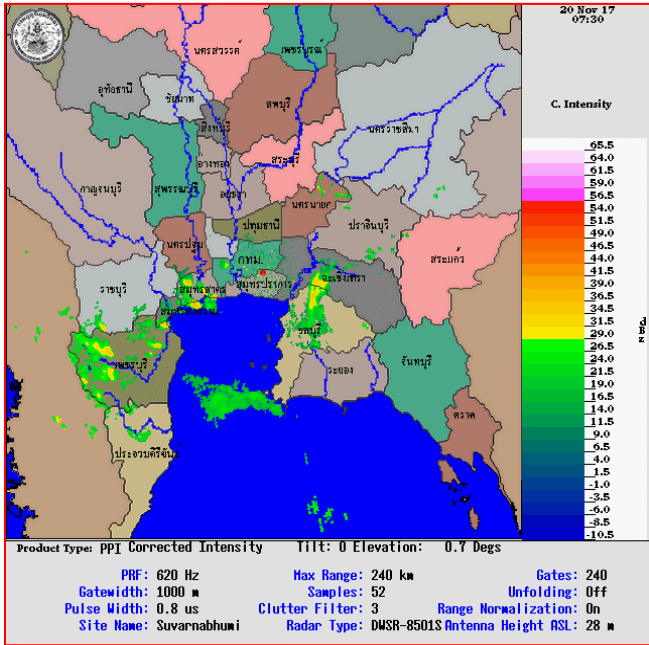 20 Nov 17
07:30
C. Intensity
นครสวรรค์
เพชรบูรณ์
อุทัยธานี
ชัยนาท
ลพบุรี
สิงห์บุรี
นครราชสีมา
อ่างทอง
สระบุรี
กาญจนบุรี
สุพรรณบุรี
อยุธยา
นครนายก
ปราจีนบุรี
ปทุมธานี
นครปฐม
กทม.
สระแก้ว
ฉะเชิงเทรา
ราชบุรี
สมุทรสาคร
สมุทรปราการ
สมุทรสงคราม
ชลบุรี
เพชรบุรี
ระยอง
จันทบุรี
ตราด
ประจวบคีรีขันธ์
65.5
64.0
61.5
59.0
56.5
54.0
51.5
49.0
46.5
44.0
41.5
39.0
36.5
34.0
31.5
29.0
26.5
24.0
21.5
19.0
16.5
14.0
11.5
9.0
6.5
4.0
1.5
-1.0
-3.5
-6.0
-8.5
-10.5
Product Type: PPI Corrected Intensity Tilt: 0 Elevation: 0.7 Degs
PRF: 620 Hz Max Range: 240 km Gates: 240
Gatewidth: 1000 m Samples: 52 Unfolding: Off
Pulse Width: 0.8 us Clutter Filter: 3 Range Normalization: On
Site Name: Suvarnabhumi Radar Type: DWSR-8501S Antenna Height ASL: 28 m